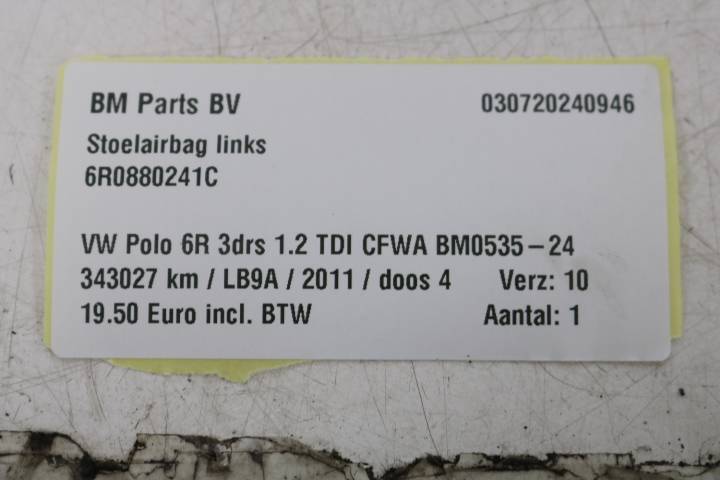 BM Parts BV 030720240946
Stoelairbag links
6R0880241C
VW Polo 6R 3drs 1.2 TDI CFWA BM0535-24
343027 km / LB9A / 2011 / doos 4 Verz: 10
19.50 Euro incl. BTW Aantal: 1